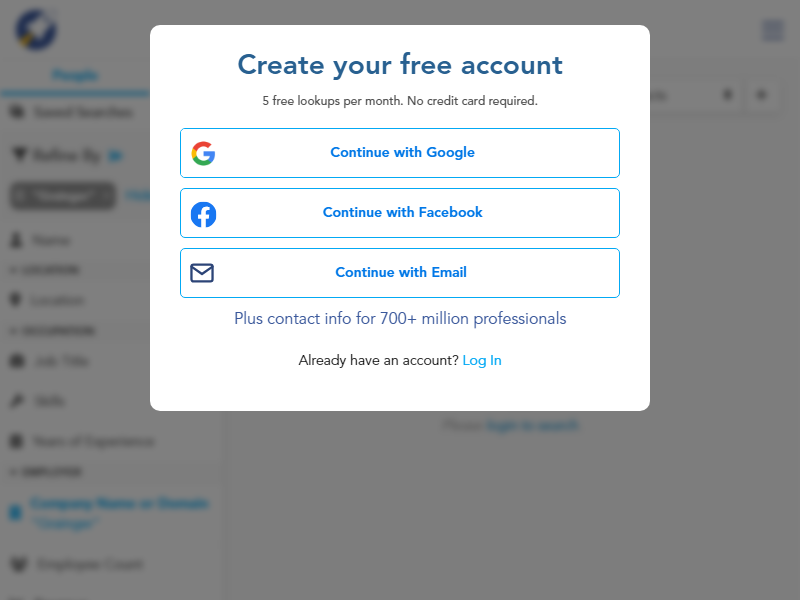 Create your free account
5 free lookups per month. No credit card required.
Continue with Google
Continue with Facebook
Continue with Email
Plus contact info for 700+ million professionals
Already have an account? Log In
People
Saved Searches
Refine By
Name
LOCATION
Location
OCCUPATION
Job Title
Skills
Years of Experience
EMPLOYER
Company Name or Domain
Employee Count
Please login to search